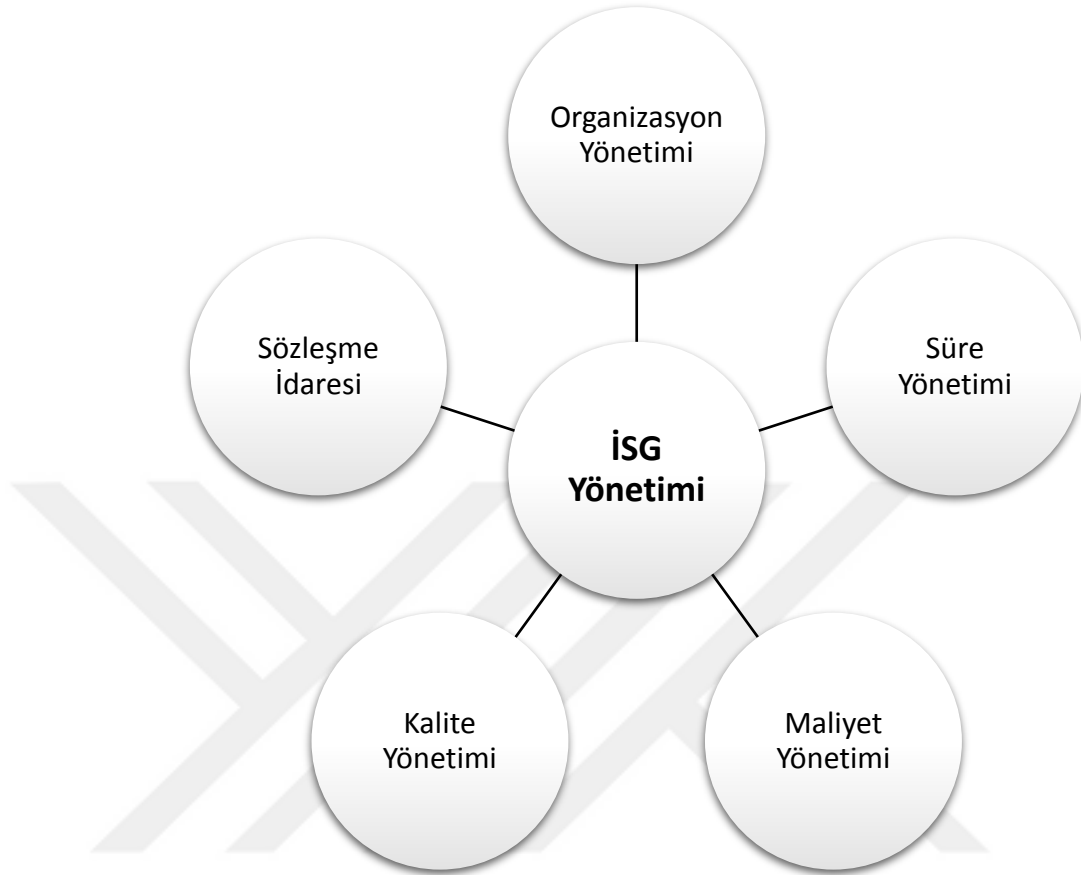 Organizasyon
Yönetimi
Sözleşme
İdaresi
Süre
Yönetimi
İSG
Yönetimi
Kalite
Yönetimi
Maliyet
Yönetimi